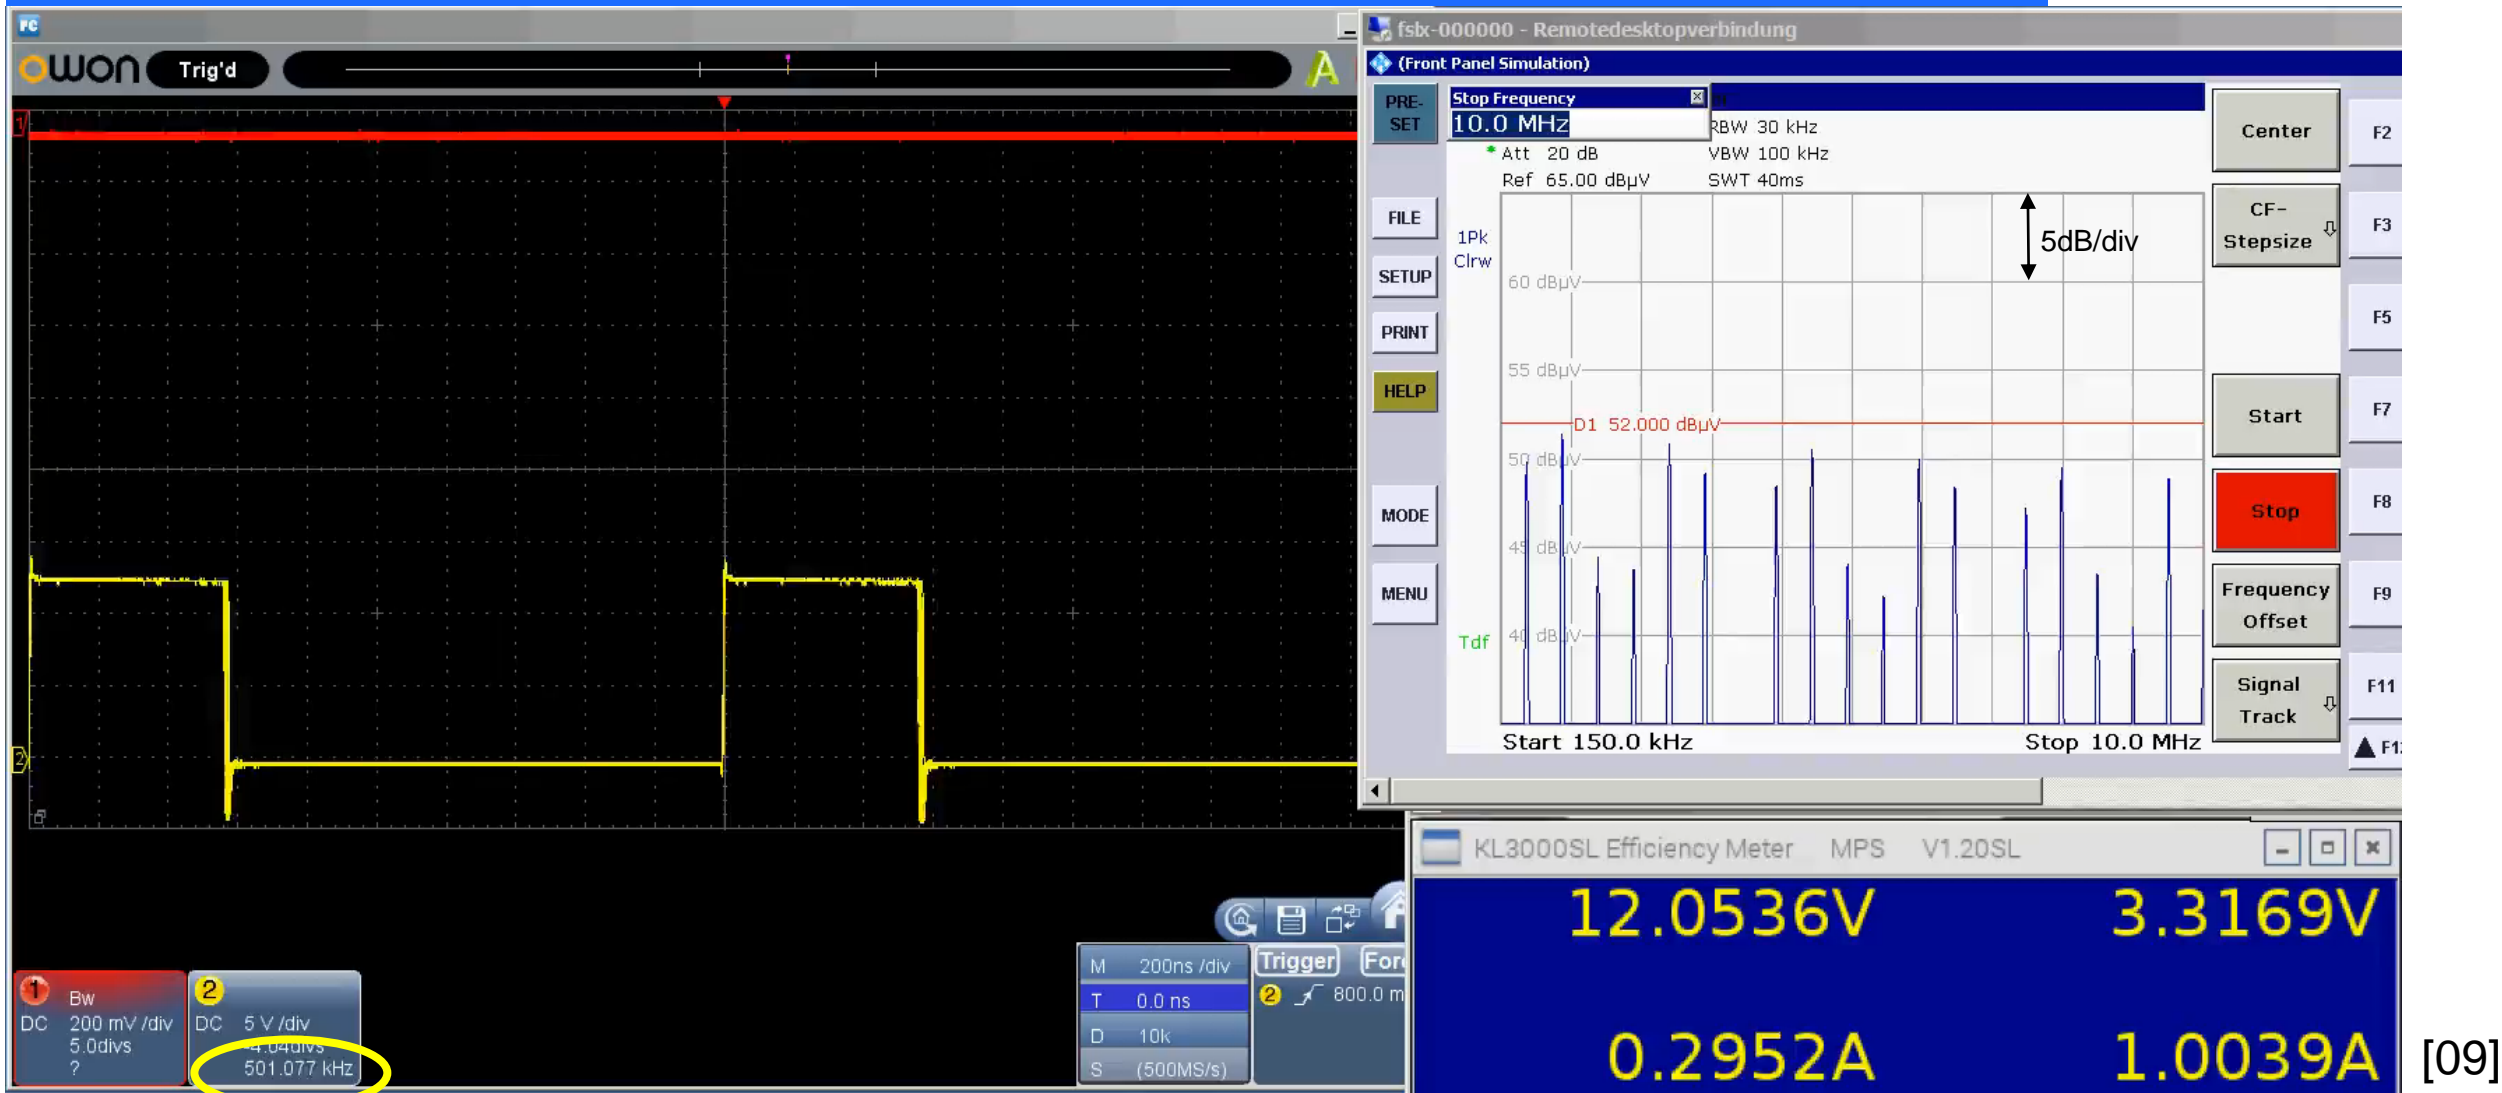 PC
owon Trig'd
A
1
2
1
Bw
DC 200 mV /div
5.0divs
?
2
DC 5 V /div
-4.04divs
501.077 kHz
M 200ns /div
T 0.0 ns
D 10k
S (500MS/s)
Trigger
2 800.0 m
fslx-000000 - Remotedesktopverbindung
(Front Panel Simulation)
PRE-
SET
FILE
SETUP
PRINT
HELP
MODE
MENU
Stop Frequency
10.0 MHz
RBW 30 kHz
* Att 20 dB VBW 100 kHz
Ref 65.00 dBµV SWT 40ms
1Pk
Clrw
5dB/div
60 dBµV
55 dBµV
D1 52.000 dBµV
50 dBµV
45 dBµV
40 dBµV
Tdf
Start 150.0 kHz Stop 10.0 MHz
Center
CF-
Stepsize
Start
Stop
Frequency
Offset
Signal
Track
F2
F3
F5
F7
F8
F9
F11
KL3000SL Efficiency Meter MPS V1.20SL
12.0536V 3.3169V
0.2952A 1.0039A
[09]